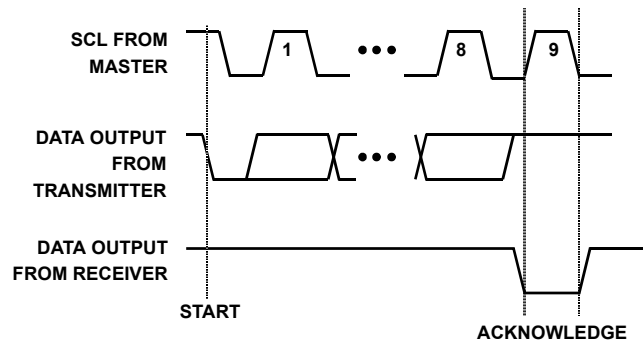 SCL FROM
MASTER
1
8
9
DATA OUTPUT
FROM
TRANSMITTER
DATA OUTPUT
FROM RECEIVER
START
ACKNOWLEDGE